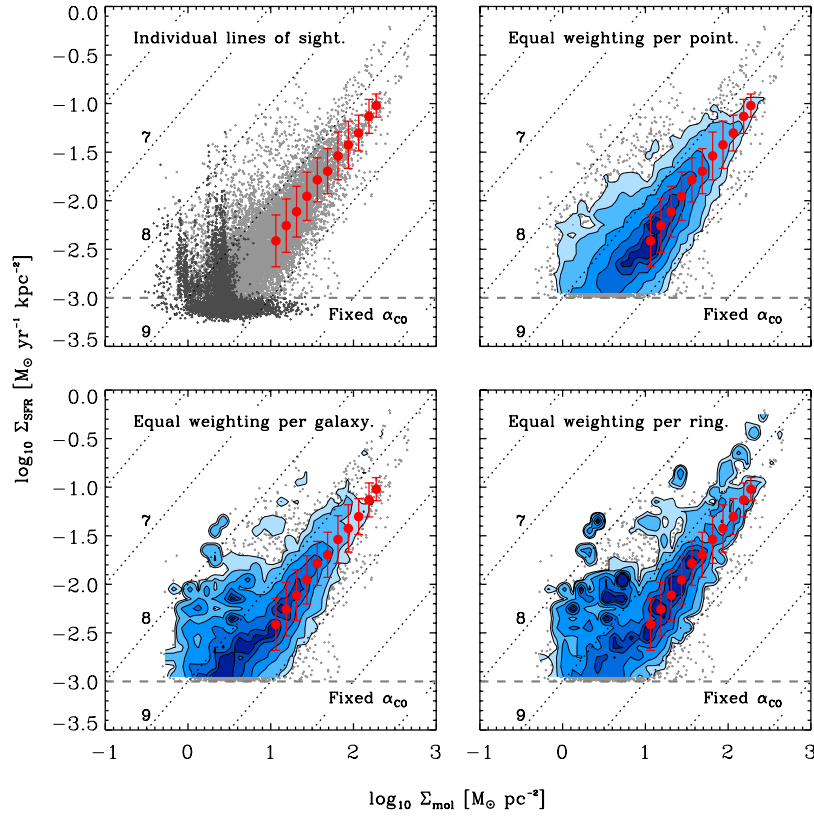 0.0
−0.5
−1.0
−1.5
−2.0
−2.5
−3.0
−3.5
Individual lines of sight.
7
8
9
Fixed α_CO
Equal weighting per point.
7
8
9
Fixed α_CO
log₁₀ Σ_SFR [M_⊙ yr⁻¹ kpc⁻²]
0.0
−0.5
−1.0
−1.5
−2.0
−2.5
−3.0
−3.5
Equal weighting per galaxy.
7
8
9
Fixed α_CO
Equal weighting per ring.
7
8
9
Fixed α_CO
−1 0 1 2 3
−1 0 1 2 3
log₁₀ Σ_mol [M_⊙ pc⁻²]